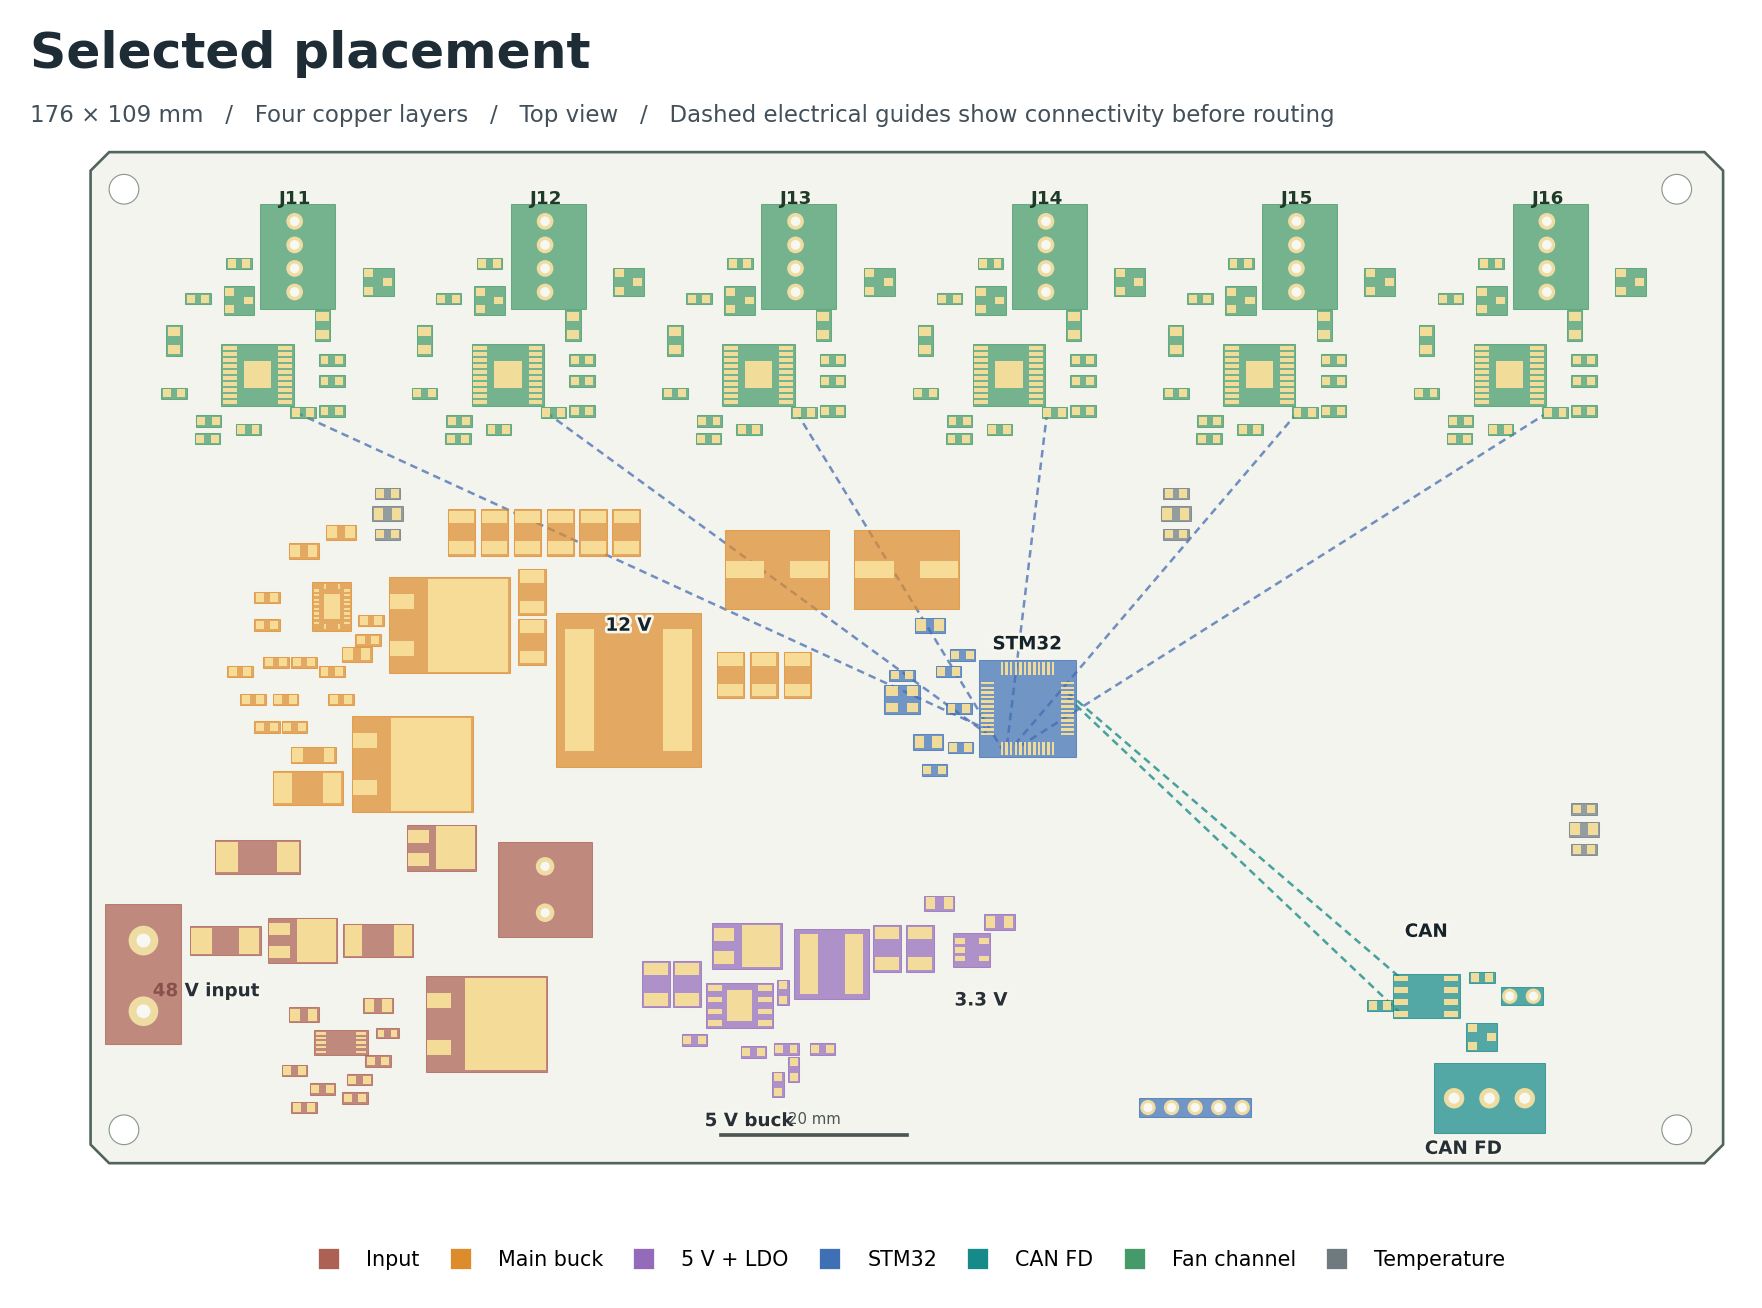 Selected placement
176 × 109 mm / Four copper layers / Top view / Dashed electrical guides show connectivity before routing
J11 J12 J13 J14 J15 J16
12 V
STM32
CAN
48 V input
3.3 V
5 V buck
20 mm
CAN FD
Input Main buck 5 V + LDO STM32 CAN FD Fan channel Temperature